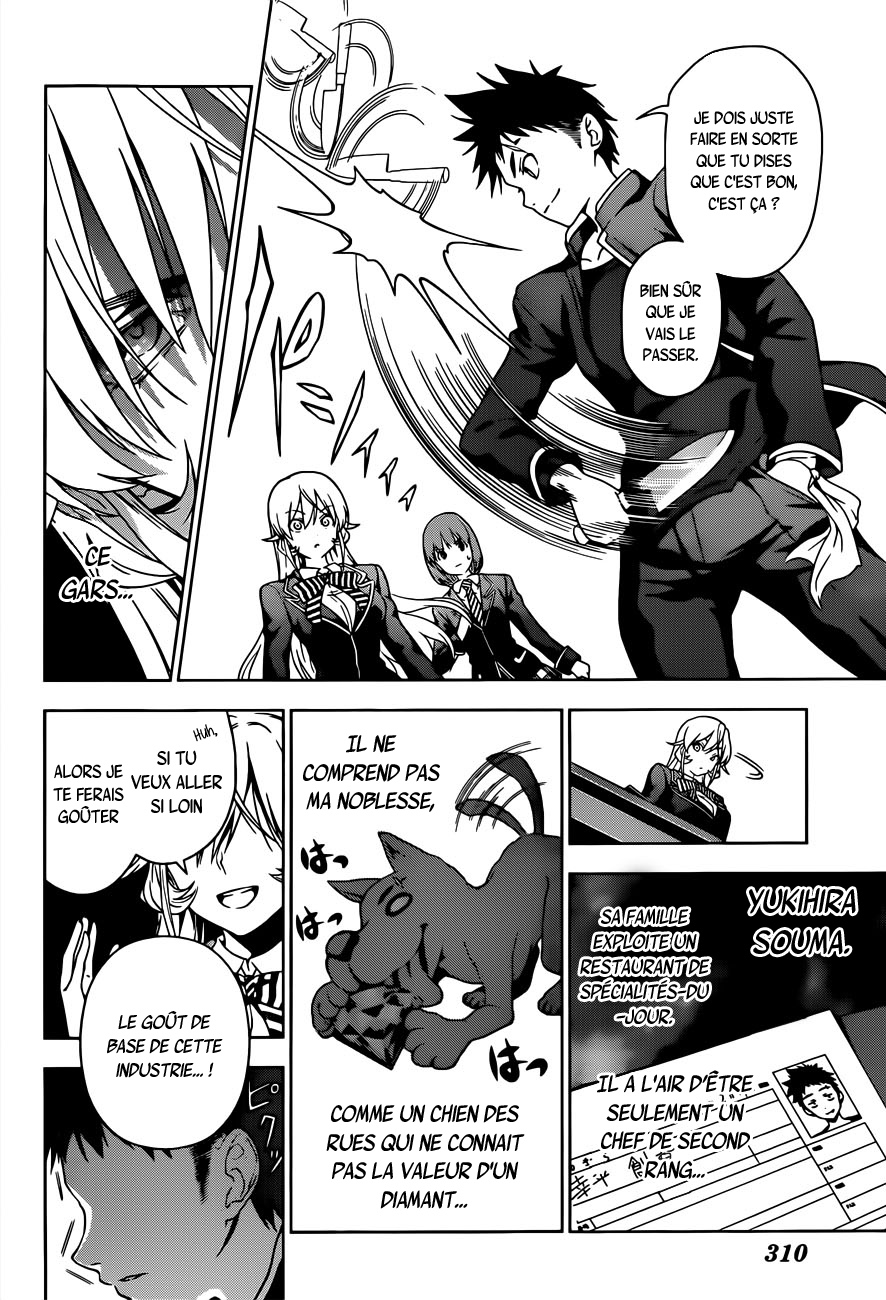 JE DOIS JUSTE
FAIRE EN SORTE
QUE TU DISES
QUE C'EST BON,
C'EST ÇA ?
BIEN SÛR
QUE JE
VAIS LE
PASSER.
CE
GARS...
YUKIHIRA
SOUMA.
SA FAMILLE
EXPLOITE UN
RESTAURANT DE
SPÉCIALITÉS-DU
-JOUR.
IL A L'AIR D'ÊTRE
SEULEMENT UN
CHEF DE SECOND
RANG...
幸平 創
IL NE
COMPREND PAS
MA NOBLESSE,
はっ
はっ
はっ
COMME UN CHIEN DES
RUES QUI NE CONNAIT
PAS LA VALEUR D'UN
DIAMANT...
Huh,
SI TU
VEUX ALLER
SI LOIN
ALORS JE
TE FERAIS
GOÛTER
LE GOÛT DE
BASE DE CETTE
INDUSTRIE... !
ピクッ
310